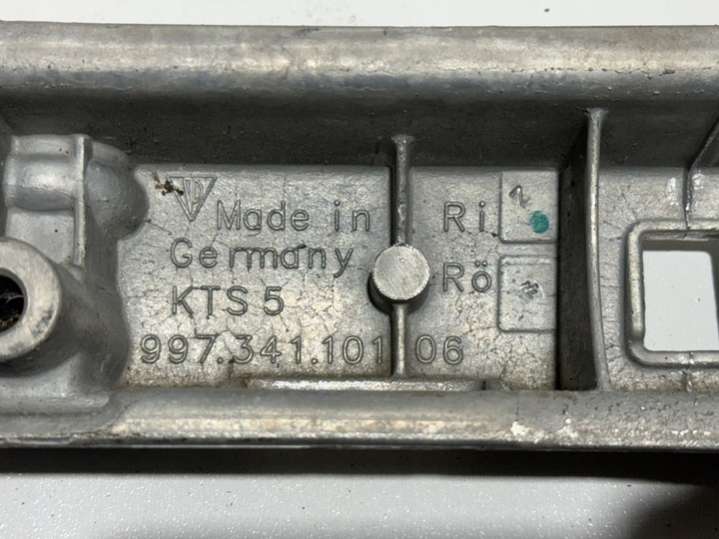 Made in
Germany
KTS 5
997.341.101 06
Ri
Rö